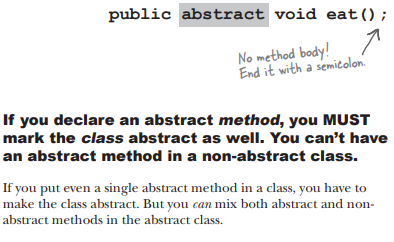 public abstract void eat();
No method body!
End it with a semicolon.
If you declare an abstract method, you MUST
mark the class abstract as well. You can’t have
an abstract method in a non-abstract class.
If you put even a single abstract method in a class, you have to
make the class abstract. But you can mix both abstract and non-
abstract methods in the abstract class.